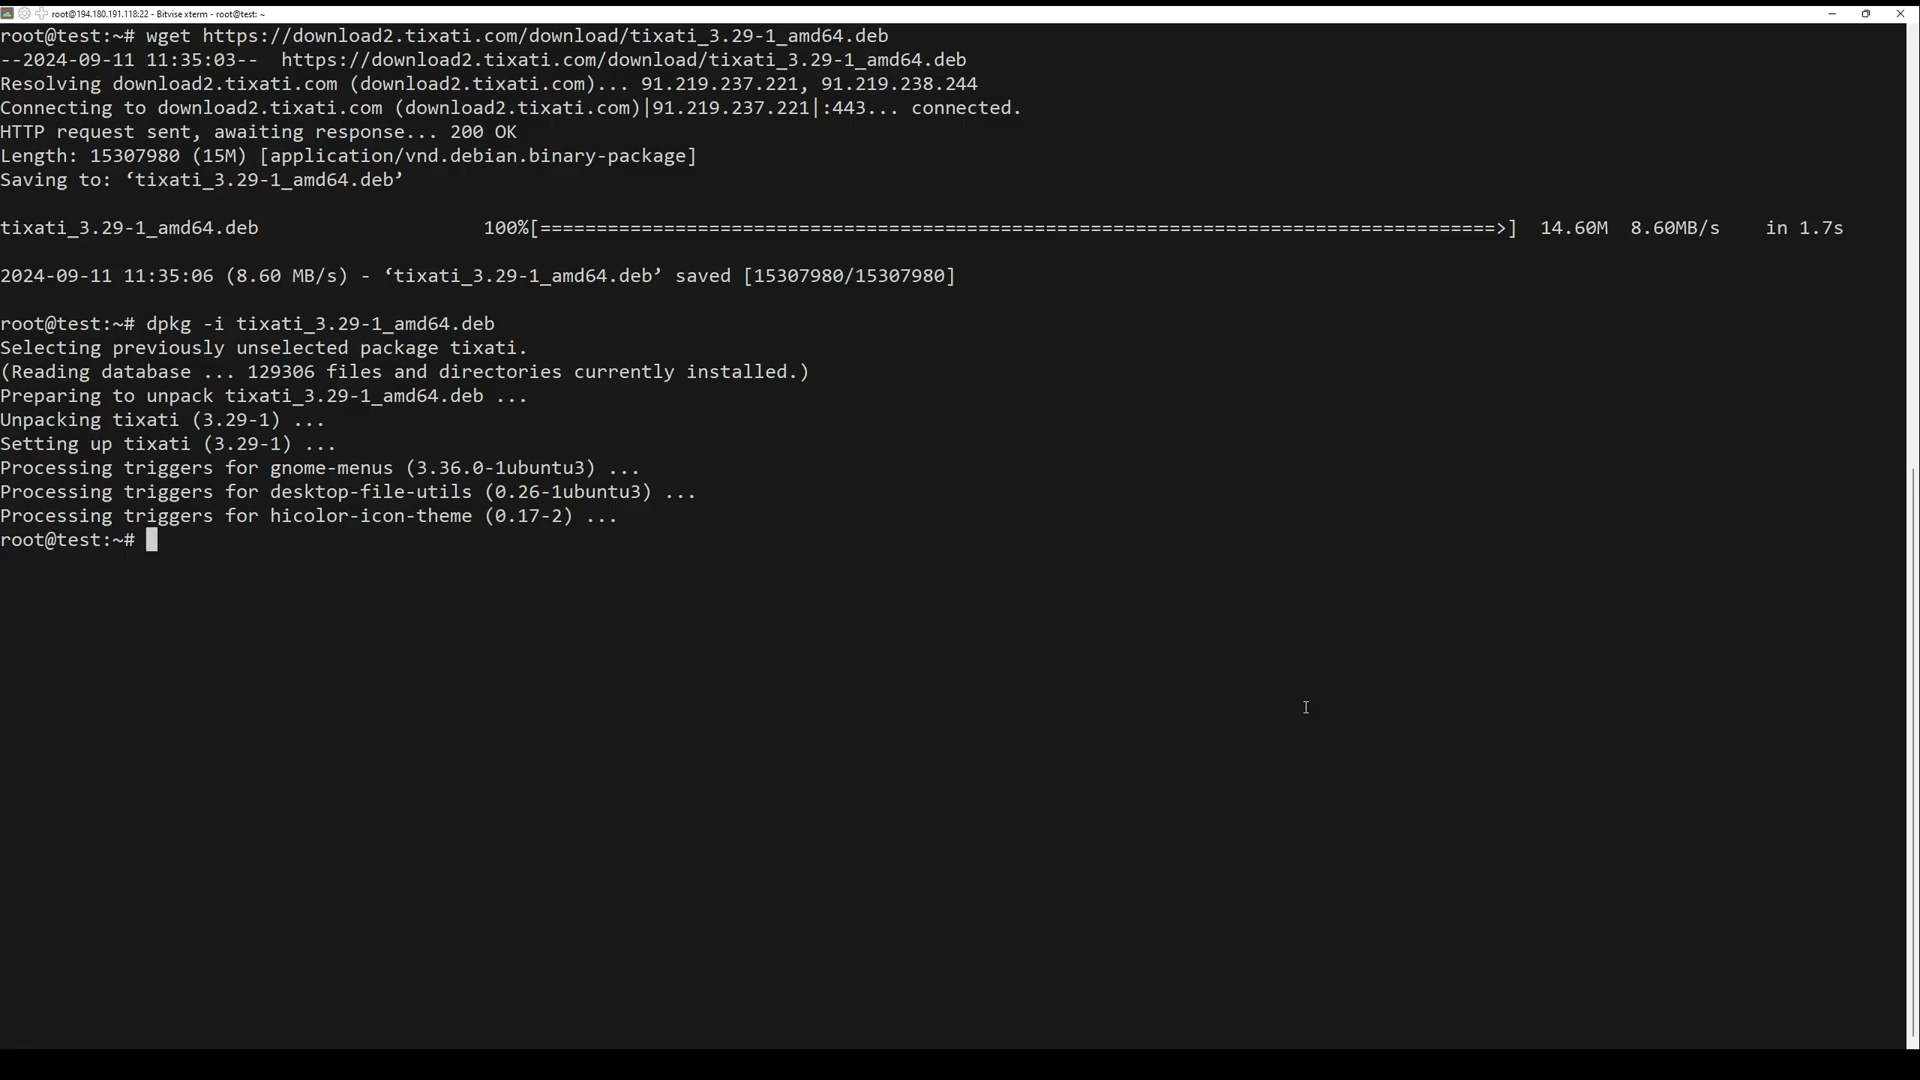 root@194.180.191.118:22 - Bitvise xterm - root@test: ~
root@test:~# wget https://download2.tixati.com/download/tixati_3.29-1_amd64.deb
--2024-09-11 11:35:03--  https://download2.tixati.com/download/tixati_3.29-1_amd64.deb
Resolving download2.tixati.com (download2.tixati.com)... 91.219.237.221, 91.219.238.244
Connecting to download2.tixati.com (download2.tixati.com)|91.219.237.221|:443... connected.
HTTP request sent, awaiting response... 200 OK
Length: 15307980 (15M) [application/vnd.debian.binary-package]
Saving to: ‘tixati_3.29-1_amd64.deb’
tixati_3.29-1_amd64.deb                    100%[=====================================================================================>]  14.60M  8.60MB/s    in 1.7s
2024-09-11 11:35:06 (8.60 MB/s) - ‘tixati_3.29-1_amd64.deb’ saved [15307980/15307980]
root@test:~# dpkg -i tixati_3.29-1_amd64.deb
Selecting previously unselected package tixati.
(Reading database ... 129306 files and directories currently installed.)
Preparing to unpack tixati_3.29-1_amd64.deb ...
Unpacking tixati (3.29-1) ...
Setting up tixati (3.29-1) ...
Processing triggers for gnome-menus (3.36.0-1ubuntu3) ...
Processing triggers for desktop-file-utils (0.26-1ubuntu3) ...
Processing triggers for hicolor-icon-theme (0.17-2) ...
root@test:~#